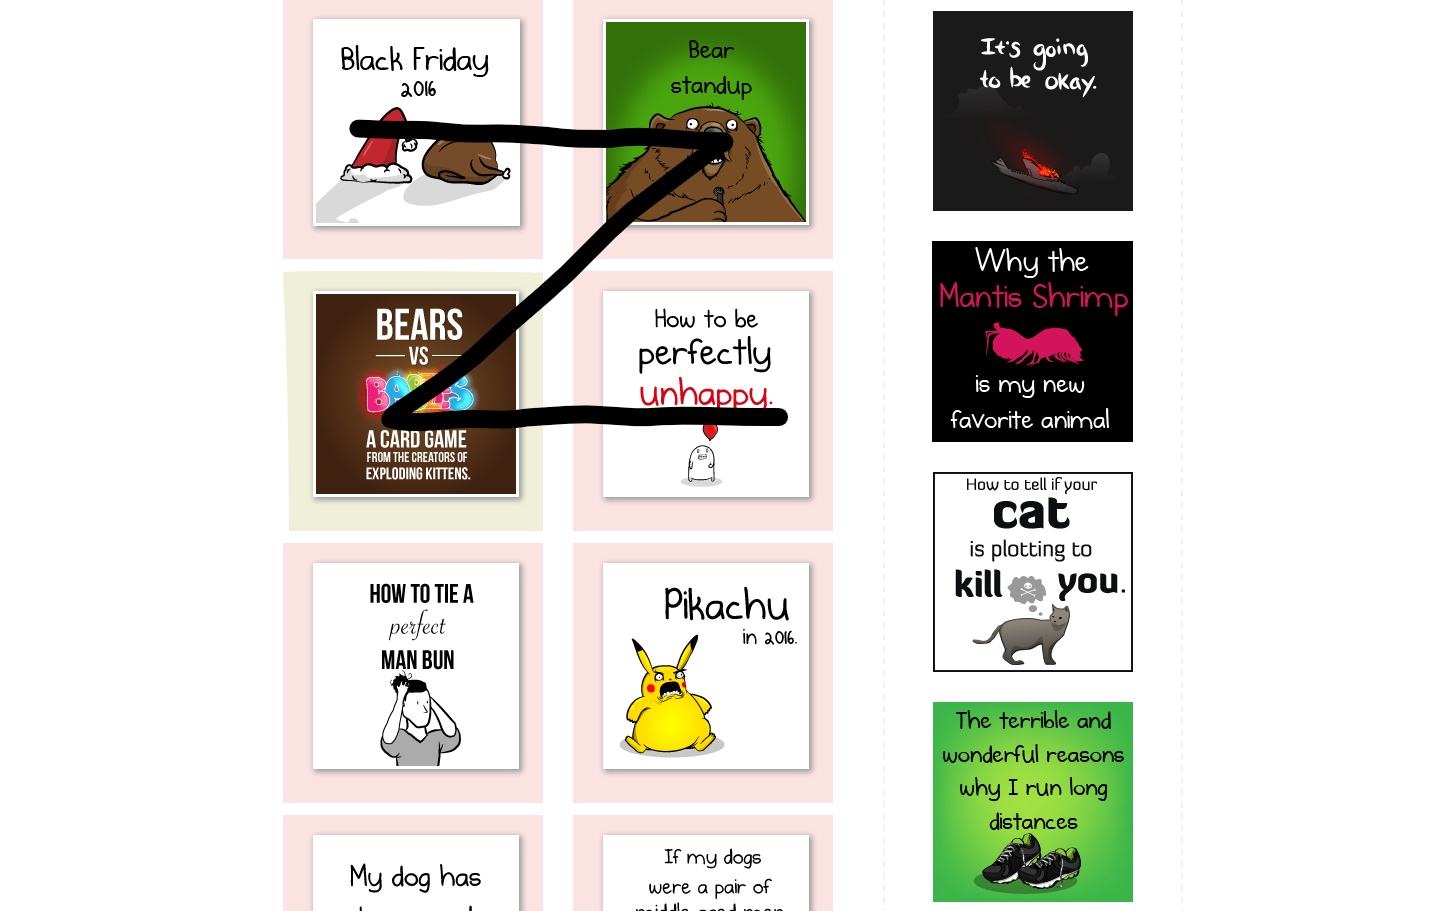 Black Friday
2016
Bear
standup
BEARS
VS
BABIES
A CARD GAME
FROM THE CREATORS OF
EXPLODING KITTENS.
How to be
perfectly
unhappy.
HOW TO TIE A
perfect
MAN BUN
Pikachu
in 2016.
My dog has
If my dogs
were a pair of
It's going
to be okay.
Why the
Mantis Shrimp
is my new
favorite animal
How to tell if your
cat
is plotting to
kill you.
The terrible and
wonderful reasons
why I run long
distances